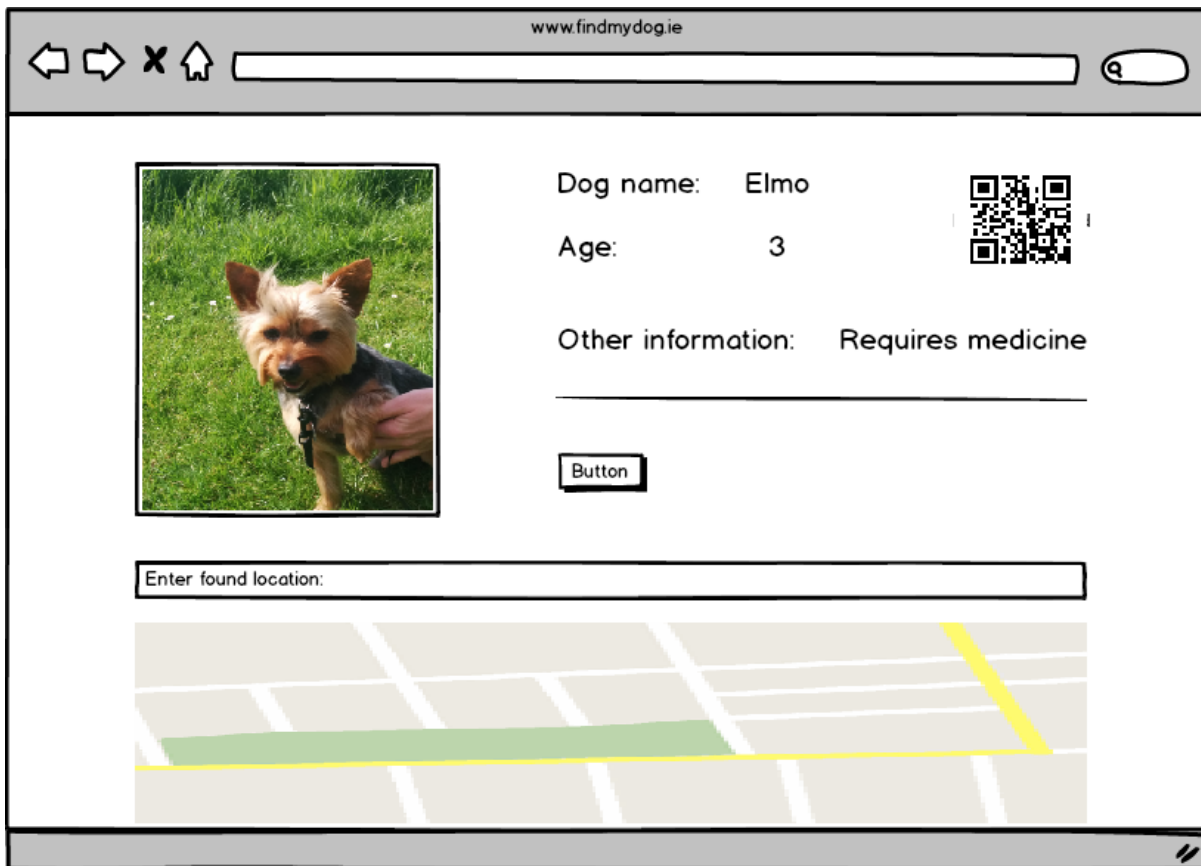 www.findmydog.ie
Dog name: Elmo
Age: 3
Other information: Requires medicine
Button
Enter found location: